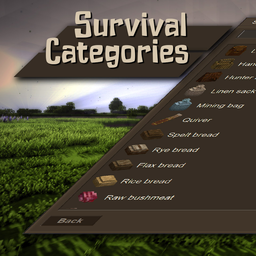 Survival
Categories
Hunter
Linen sack
Mining bag
Quiver
Spelt bread
Rye bread
Flax bread
Rice bread
Raw bushmeat
Back